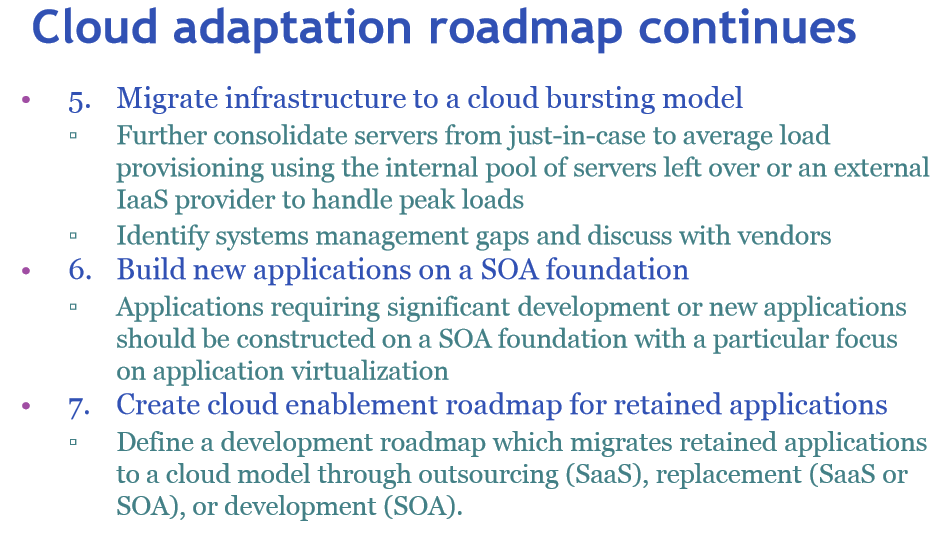 Cloud adaptation roadmap continues
• 5. Migrate infrastructure to a cloud bursting model
▫ Further consolidate servers from just-in-case to average load
provisioning using the internal pool of servers left over or an external
IaaS provider to handle peak loads
▫ Identify systems management gaps and discuss with vendors
• 6. Build new applications on a SOA foundation
▫ Applications requiring significant development or new applications
should be constructed on a SOA foundation with a particular focus
on application virtualization
• 7. Create cloud enablement roadmap for retained applications
▫ Define a development roadmap which migrates retained applications
to a cloud model through outsourcing (SaaS), replacement (SaaS or
SOA), or development (SOA).